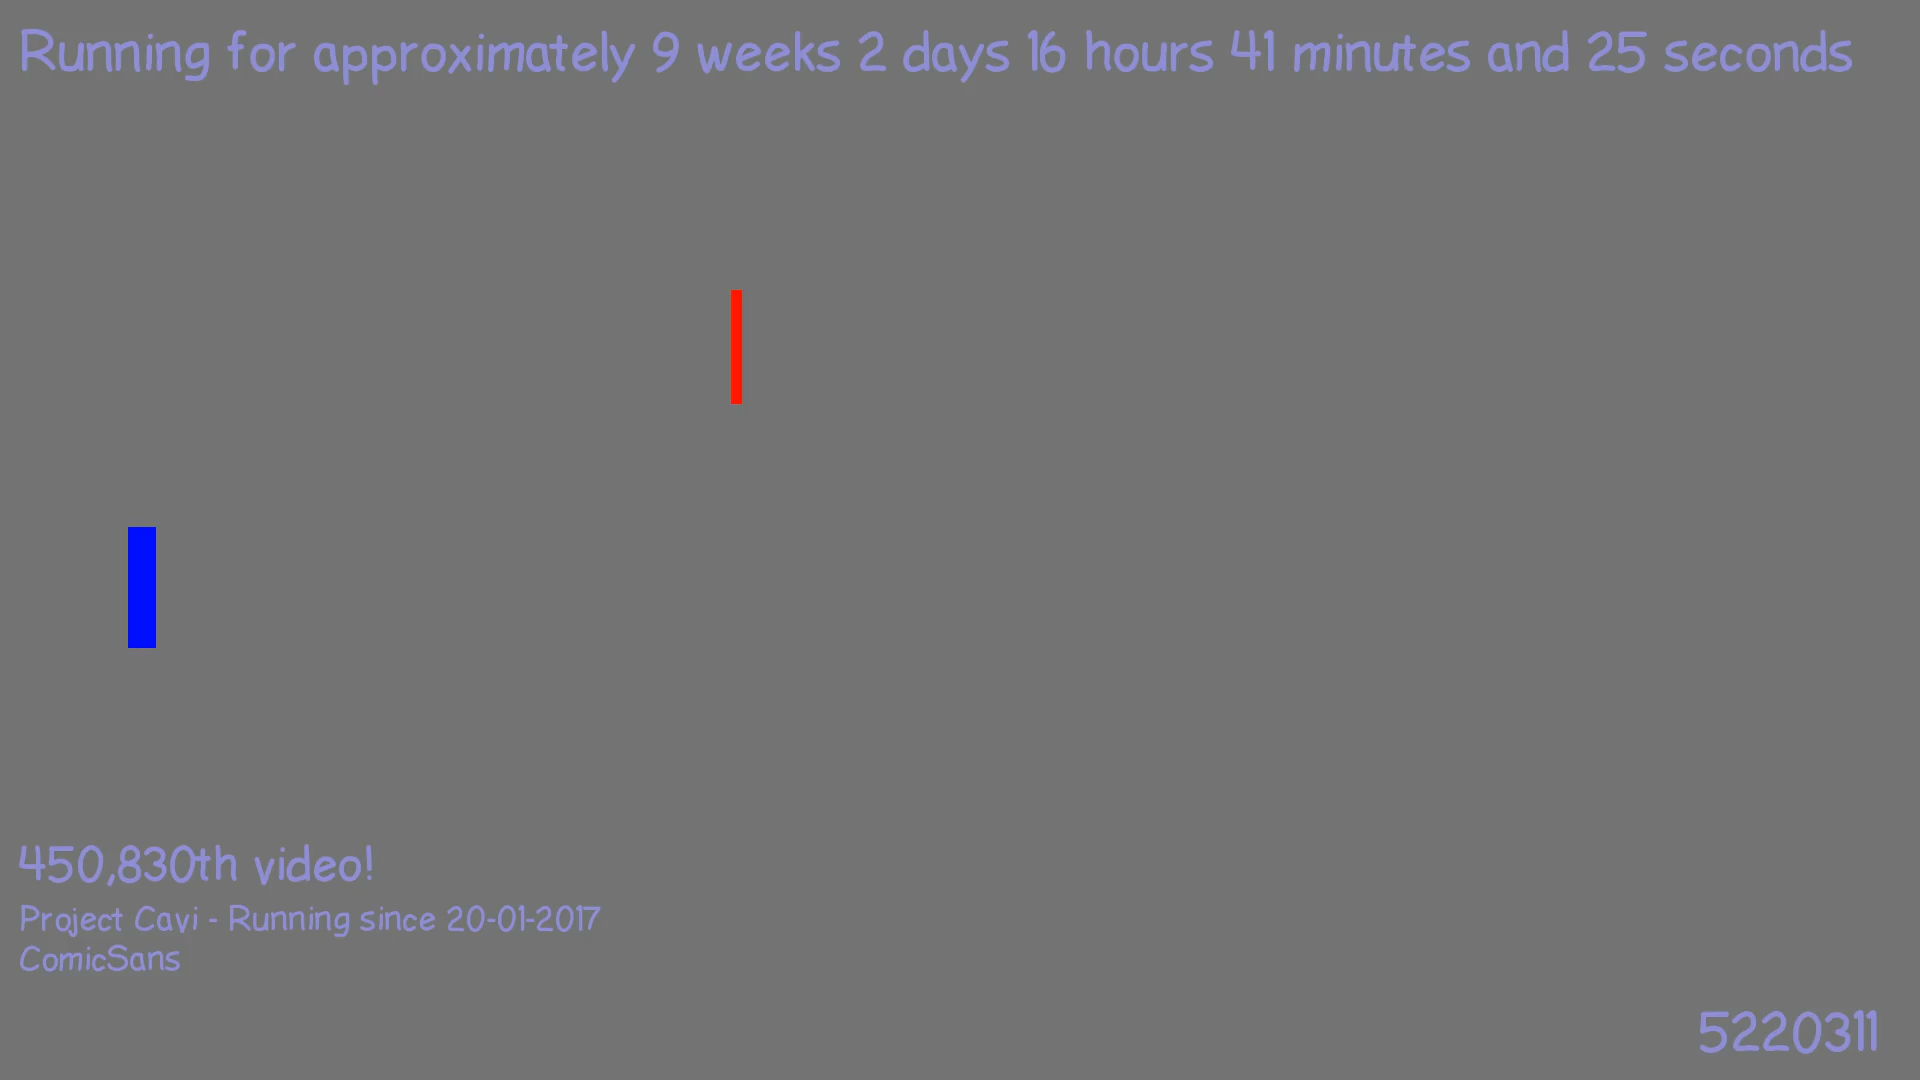 Running for approximately 9 weeks 2 days 16 hours 41 minutes and 25 seconds
450,830th video!
Project Cavi - Running since 20-01-2017
ComicSans
5220311